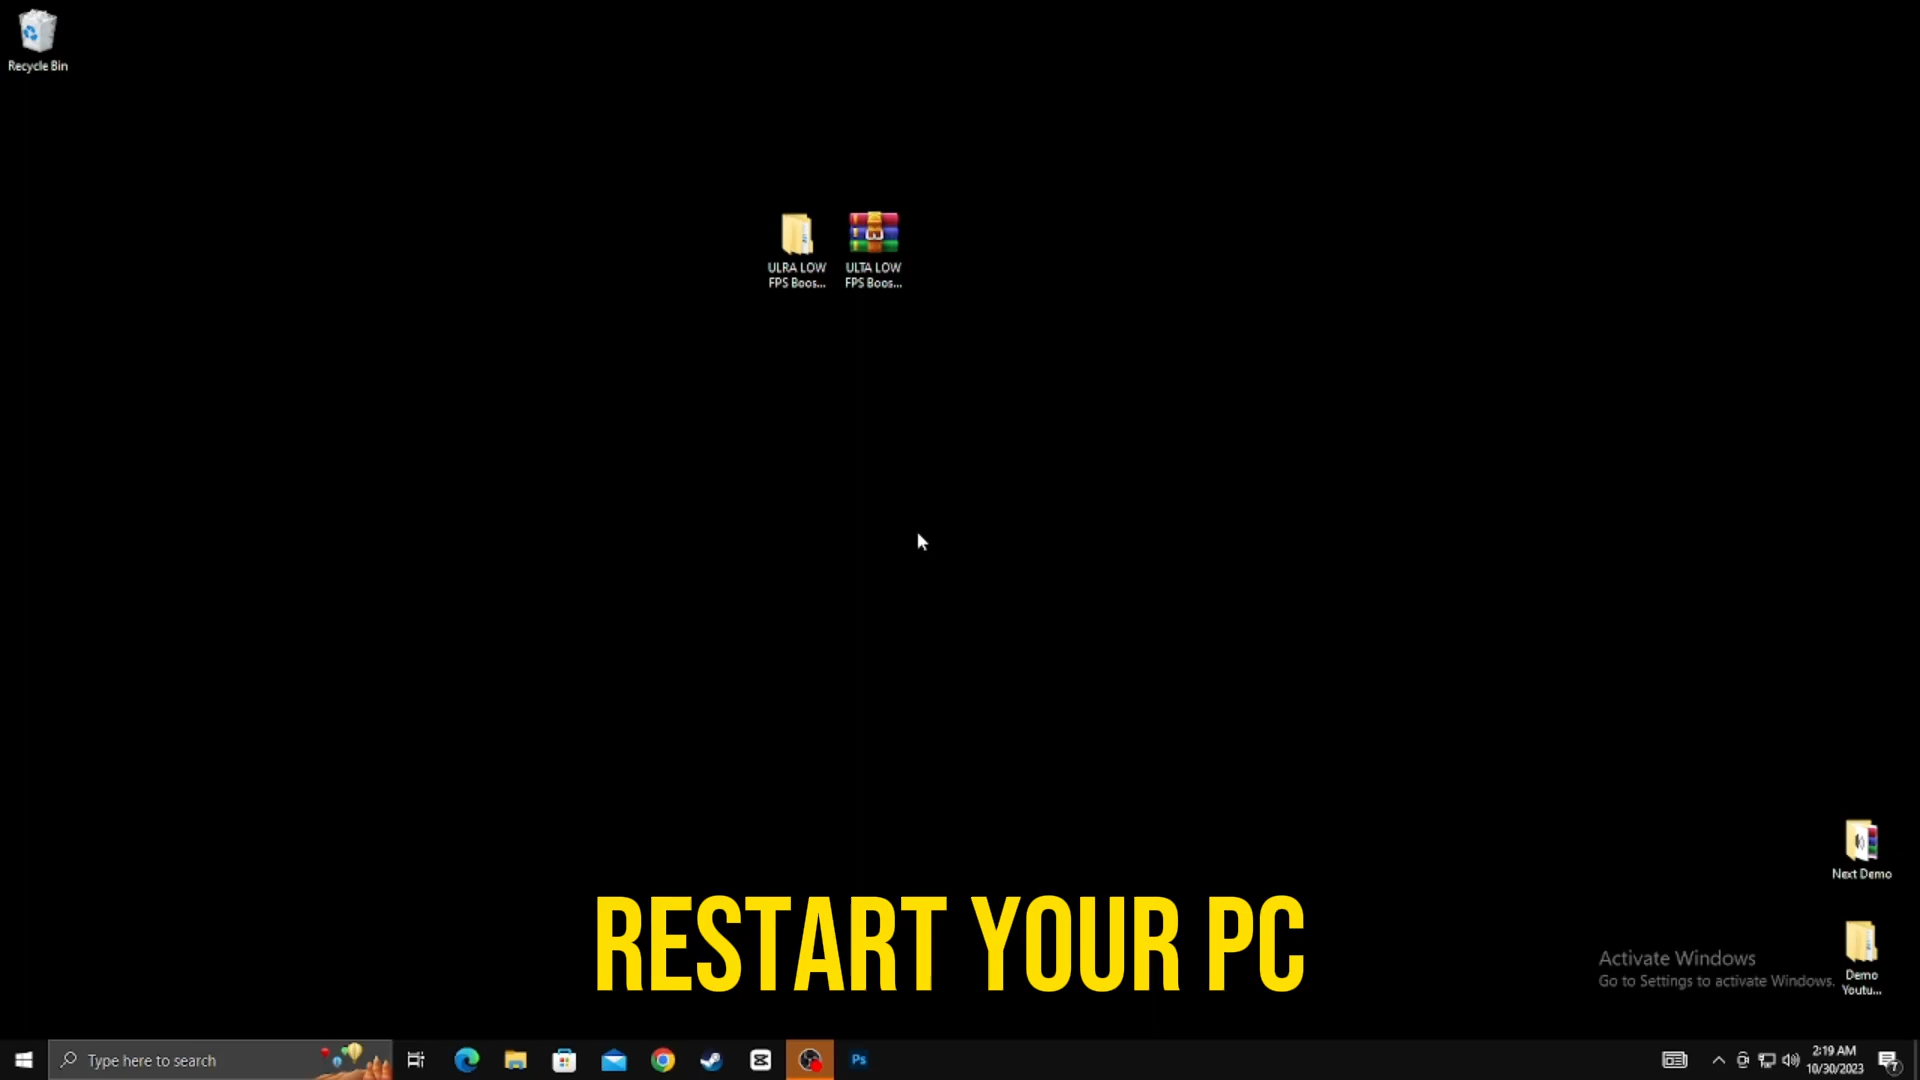 Recycle Bin
ULRA LOW
FPS Boos...
ULTA LOW
FPS Boos...
Next Demo
RESTART YOUR PC
Activate Windows
Go to Settings to activate Windows.
Demo
Youtu...
Type here to search
Ps
2:19 AM
10/30/2023
7